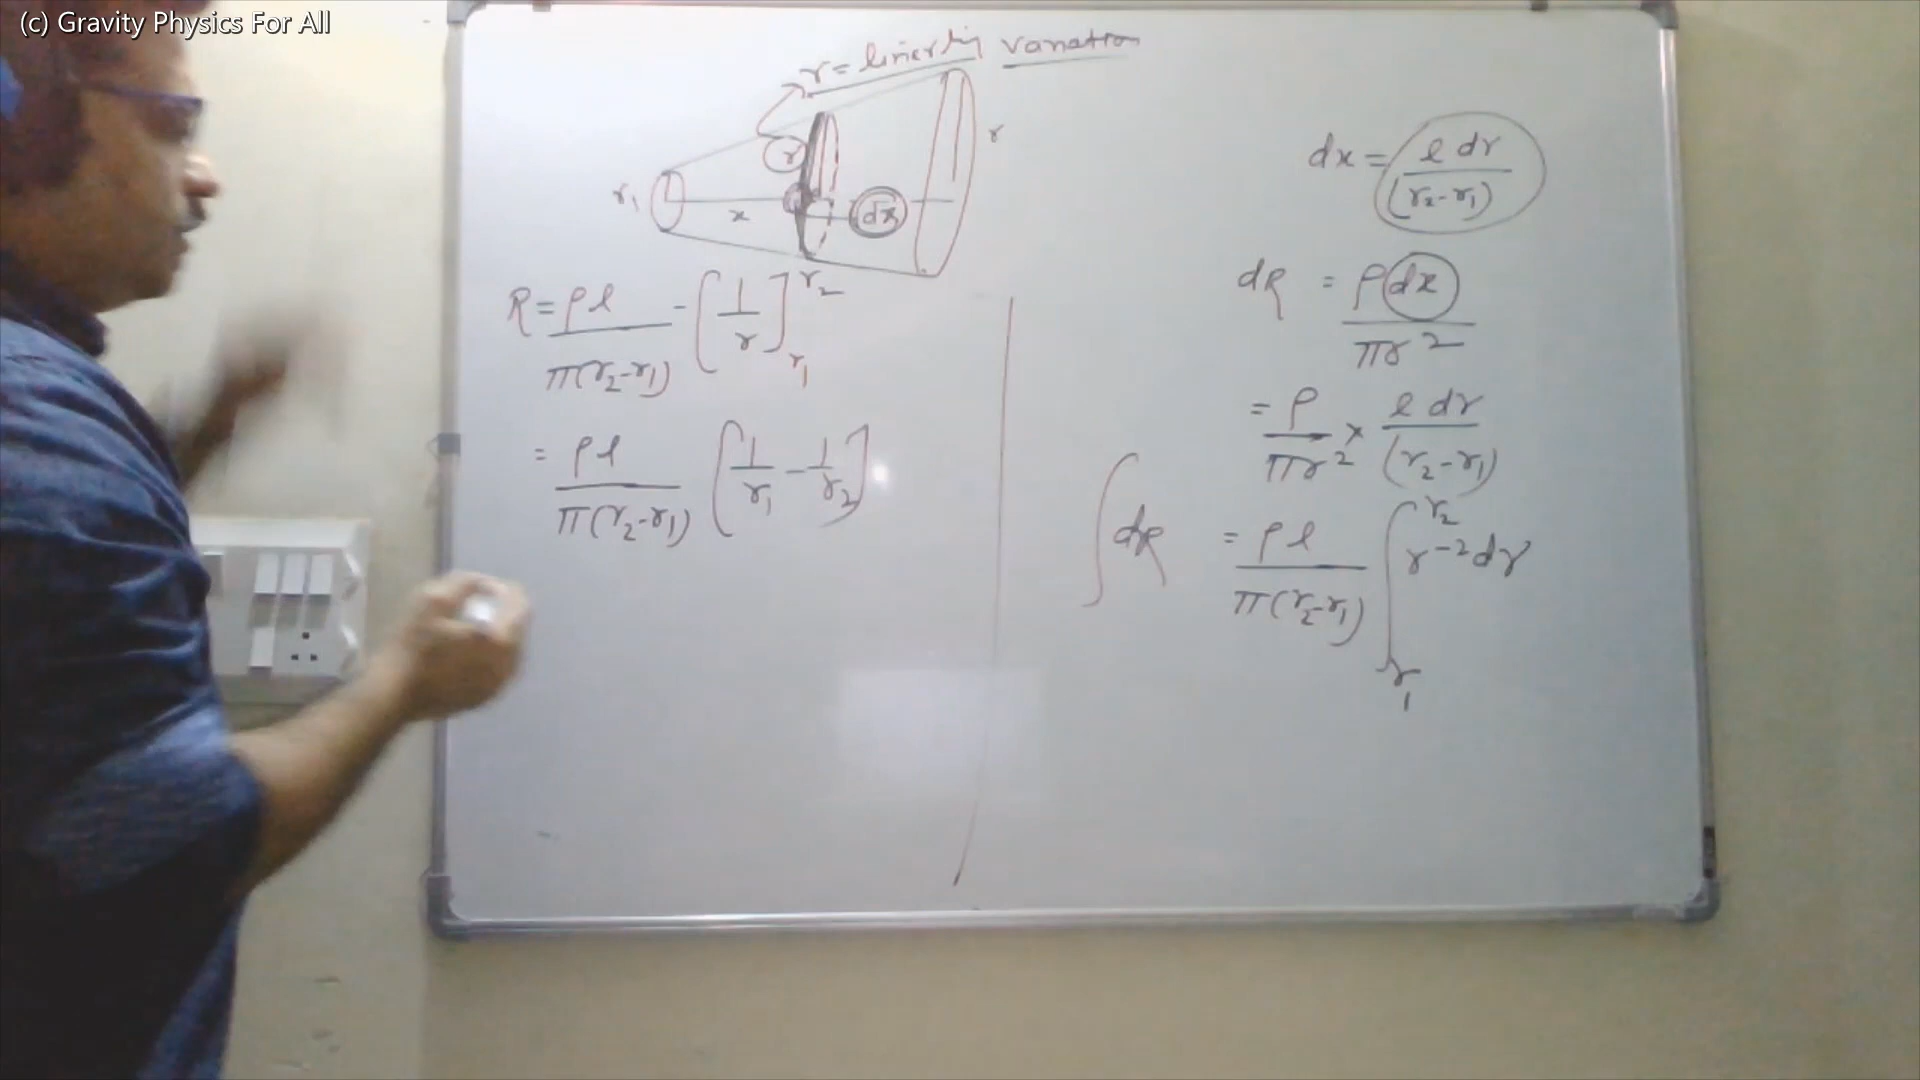 (c) Gravity Physics For All
r = linearly variation
r₁ x r dx r
R = ρl / π(r₂-r₁) - [1/r]r₂ r₁
= ρl / π(r₂-r₁) [1/r₁ - 1/r₂]
dx = l dr / (r₂-r₁)
dR = ρ dx / πr²
= ρ / πr² × l dr / (r₂-r₁)
∫dR = ρl / π(r₂-r₁) ∫r₂ r₁ r⁻² dr